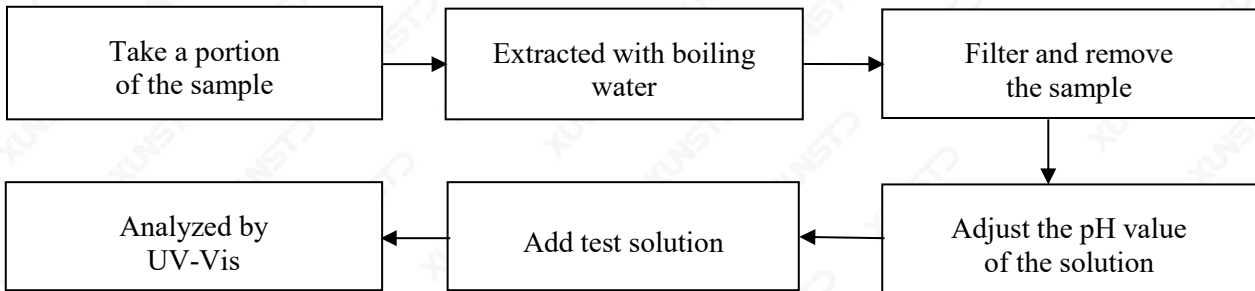 Take a portion
of the sample
Extracted with boiling
water
Filter and remove
the sample
Adjust the pH value
of the solution
Add test solution
Analyzed by
UV-Vis